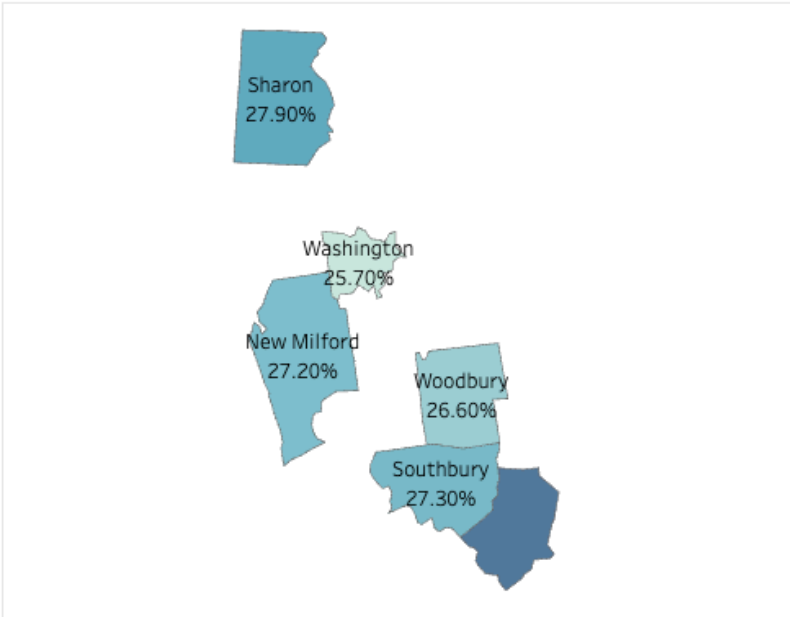 Sharon
27.90%
Washington
25.70%
New Milford
27.20%
Woodbury
26.60%
Southbury
27.30%